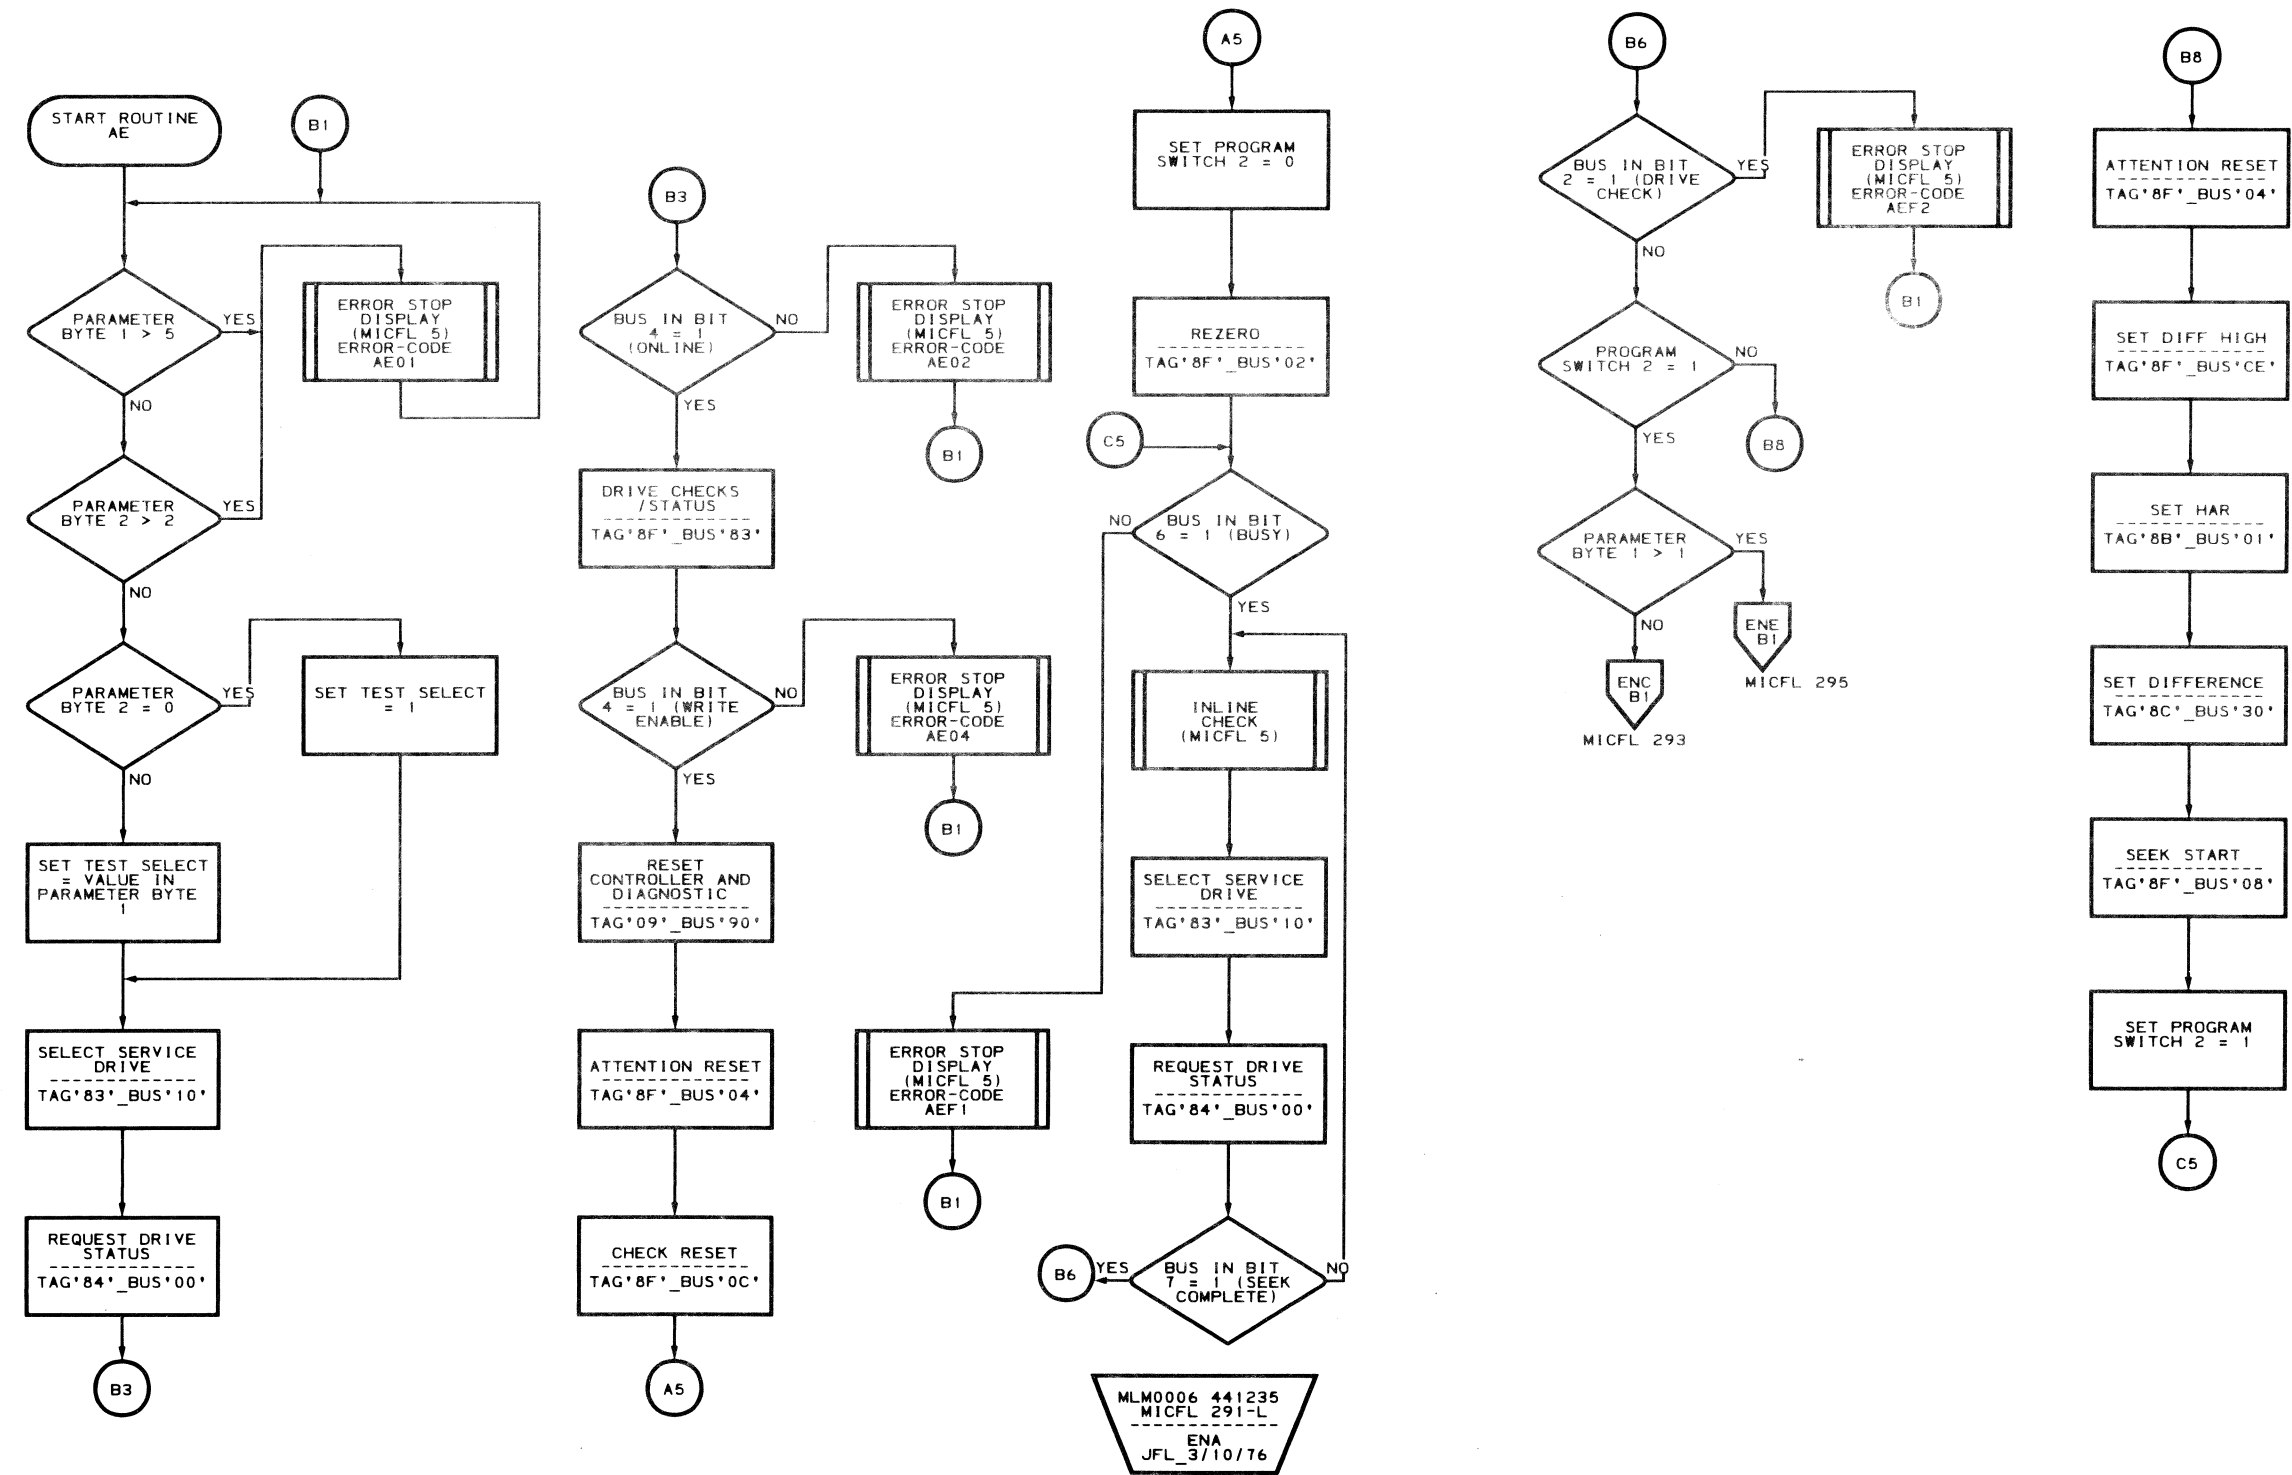 START ROUTINE
AE
B1
PARAMETER
BYTE 1 > 5
YES
NO
ERROR STOP
DISPLAY
(MICFL 5)
ERROR-CODE
AE01
PARAMETER
BYTE 2 > 2
YES
NO
PARAMETER
BYTE 2 = 0
YES
NO
SET TEST SELECT
= 1
SET TEST SELECT
= VALUE IN
PARAMETER BYTE
1
SELECT SERVICE
DRIVE
TAG'83'_BUS'10'
REQUEST DRIVE
STATUS
TAG'84'_BUS'00'
B3
B3
BUS IN BIT
4 = 1
(ONLINE)
NO
YES
ERROR STOP
DISPLAY
(MICFL 5)
ERROR-CODE
AE02
B1
DRIVE CHECKS
/STATUS
TAG'8F'_BUS'83'
BUS IN BIT
4 = 1 (WRITE
ENABLE)
NO
YES
ERROR STOP
DISPLAY
(MICFL 5)
ERROR-CODE
AE04
B1
RESET
CONTROLLER AND
DIAGNOSTIC
TAG'09'_BUS'90'
ATTENTION RESET
TAG'8F'_BUS'04'
CHECK RESET
TAG'8F'_BUS'0C'
A5
A5
SET PROGRAM
SWITCH 2 = 0
REZERO
TAG'8F'_BUS'02'
C5
BUS IN BIT
6 = 1 (BUSY)
NO
YES
ERROR STOP
DISPLAY
(MICFL 5)
ERROR-CODE
AEF1
B1
INLINE
CHECK
(MICFL 5)
SELECT SERVICE
DRIVE
TAG'83'_BUS'10'
REQUEST DRIVE
STATUS
TAG'84'_BUS'00'
BUS IN BIT
7 = 1 (SEEK
COMPLETE)
YES
NO
B6
MLM0006 441235
MICFL 291-L
ENA
JFL_3/10/76
B6
BUS IN BIT
2 = 1 (DRIVE
CHECK)
YES
NO
ERROR STOP
DISPLAY
(MICFL 5)
ERROR-CODE
AEF2
B1
PROGRAM
SWITCH 2 = 1
NO
YES
B8
PARAMETER
BYTE 1 > 1
YES
NO
ENE
B1
MICFL 295
ENC
B1
MICFL 293
B8
ATTENTION RESET
TAG'8F'_BUS'04'
SET DIFF HIGH
TAG'8F'_BUS'CE'
SET HAR
TAG'8B'_BUS'01'
SET DIFFERENCE
TAG'8C'_BUS'30'
SEEK START
TAG'8F'_BUS'08'
SET PROGRAM
SWITCH 2 = 1
C5